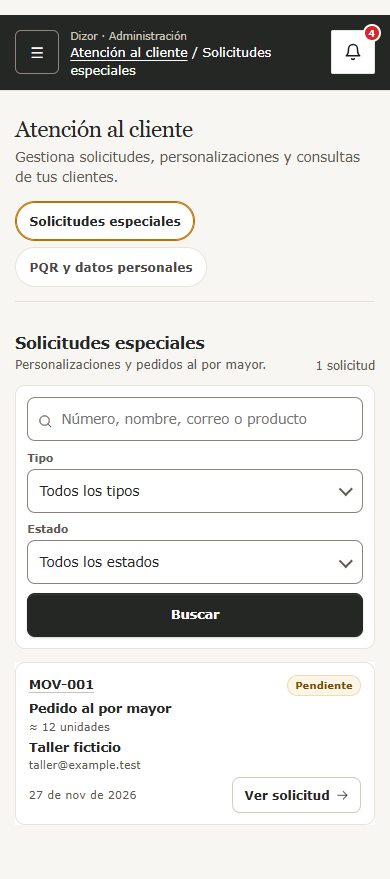 Dizor · Administración
Atención al cliente / Solicitudes
especiales
4
Atención al cliente
Gestiona solicitudes, personalizaciones y consultas
de tus clientes.
Solicitudes especiales
PQR y datos personales
Solicitudes especiales
Personalizaciones y pedidos al por mayor.
1 solicitud
Número, nombre, correo o producto
Tipo
Todos los tipos
Estado
Todos los estados
Buscar
MOV-001
Pendiente
Pedido al por mayor
≈ 12 unidades
Taller ficticio
taller@example.test
27 de nov de 2026
Ver solicitud →